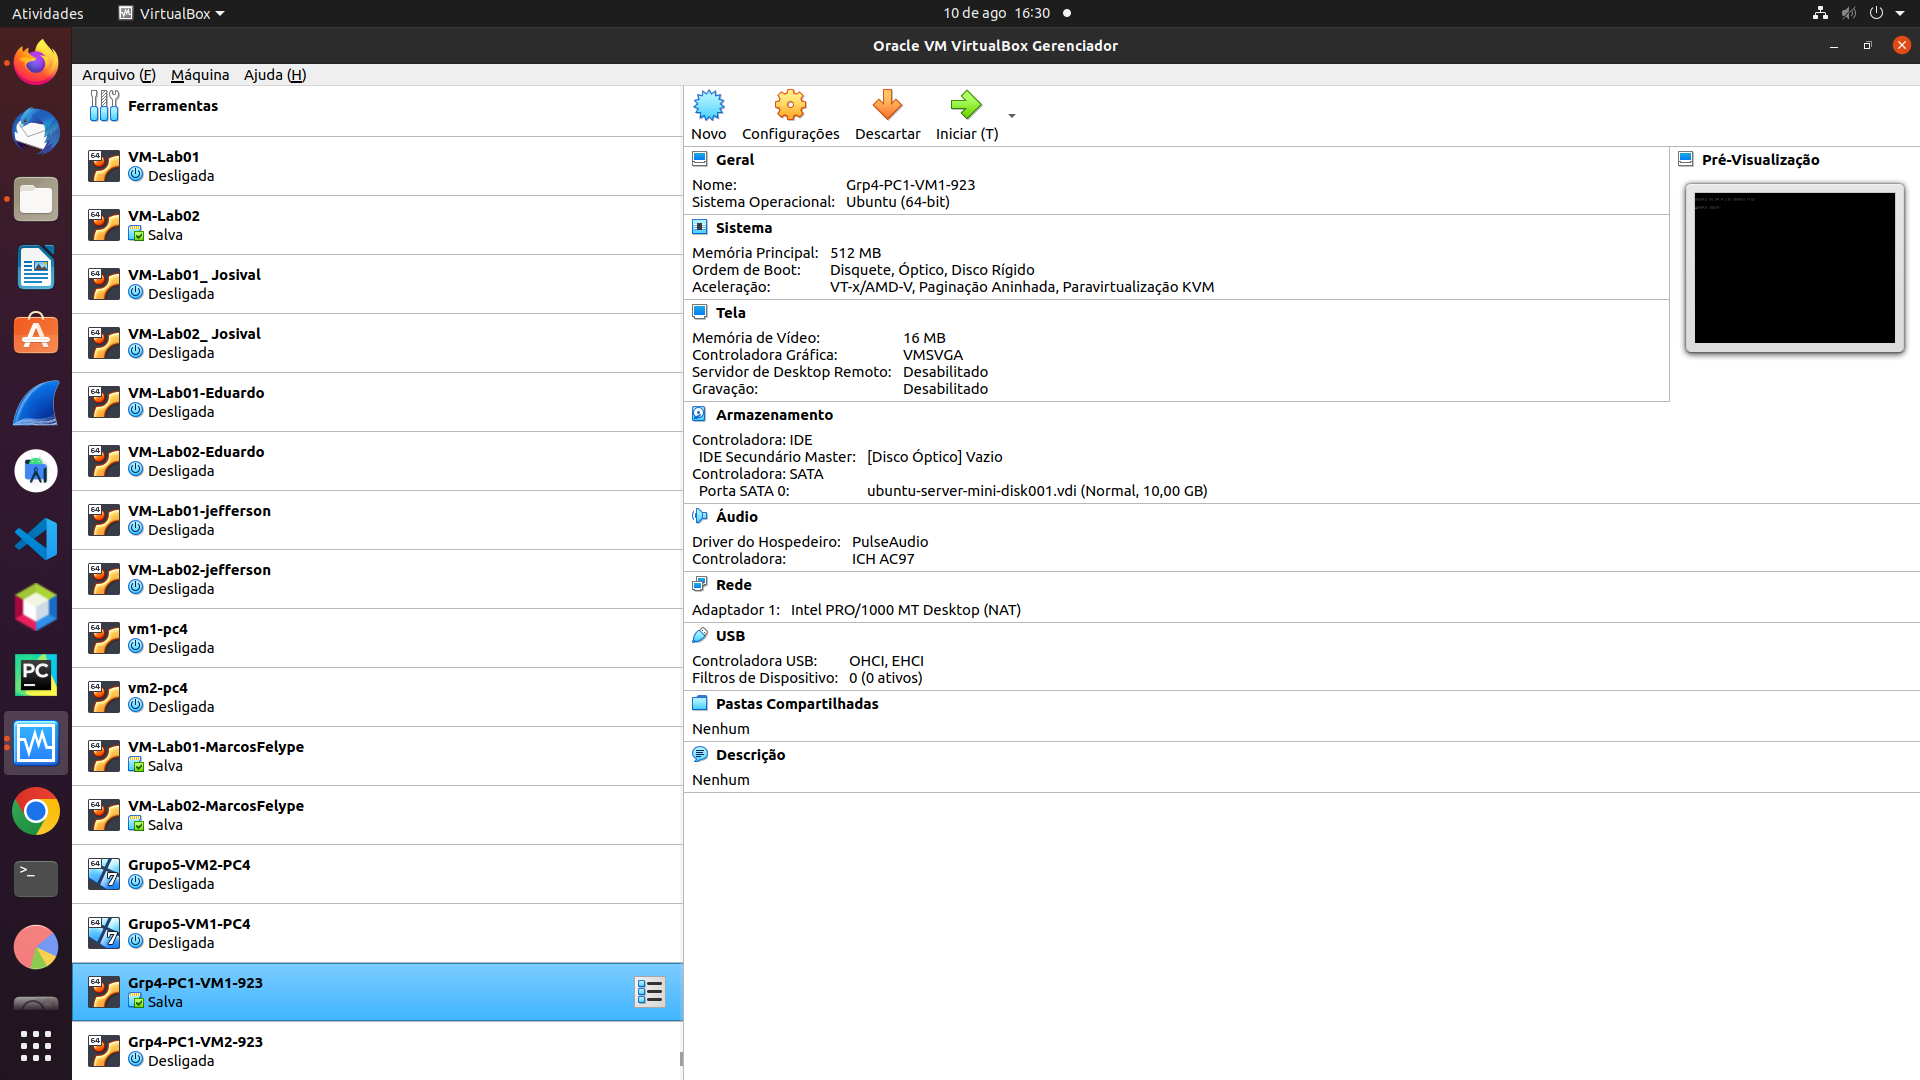 Atividades
VirtualBox
10 de ago 16:30
Oracle VM VirtualBox Gerenciador
Arquivo (F) Máquina Ajuda (H)
Ferramentas
VM-Lab01
Desligada
VM-Lab02
Salva
VM-Lab01_ Josival
Desligada
VM-Lab02_ Josival
Desligada
VM-Lab01-Eduardo
Desligada
VM-Lab02-Eduardo
Desligada
VM-Lab01-jefferson
Desligada
VM-Lab02-jefferson
Desligada
vm1-pc4
Desligada
vm2-pc4
Desligada
VM-Lab01-MarcosFelype
Salva
VM-Lab02-MarcosFelype
Salva
Grupo5-VM2-PC4
Desligada
Grupo5-VM1-PC4
Desligada
Grp4-PC1-VM1-923
Salva
Grp4-PC1-VM2-923
Desligada
Novo Configurações Descartar Iniciar (T)
Geral
Nome: Grp4-PC1-VM1-923
Sistema Operacional: Ubuntu (64-bit)
Sistema
Memória Principal: 512 MB
Ordem de Boot: Disquete, Óptico, Disco Rígido
Aceleração: VT-x/AMD-V, Paginação Aninhada, Paravirtualização KVM
Tela
Memória de Vídeo: 16 MB
Controladora Gráfica: VMSVGA
Servidor de Desktop Remoto: Desabilitado
Gravação: Desabilitado
Armazenamento
Controladora: IDE
IDE Secundário Master: [Disco Óptico] Vazio
Controladora: SATA
Porta SATA 0: ubuntu-server-mini-disk001.vdi (Normal, 10,00 GB)
Áudio
Driver do Hospedeiro: PulseAudio
Controladora: ICH AC97
Rede
Adaptador 1: Intel PRO/1000 MT Desktop (NAT)
USB
Controladora USB: OHCI, EHCI
Filtros de Dispositivo: 0 (0 ativos)
Pastas Compartilhadas
Nenhum
Descrição
Nenhum
Pré-Visualização